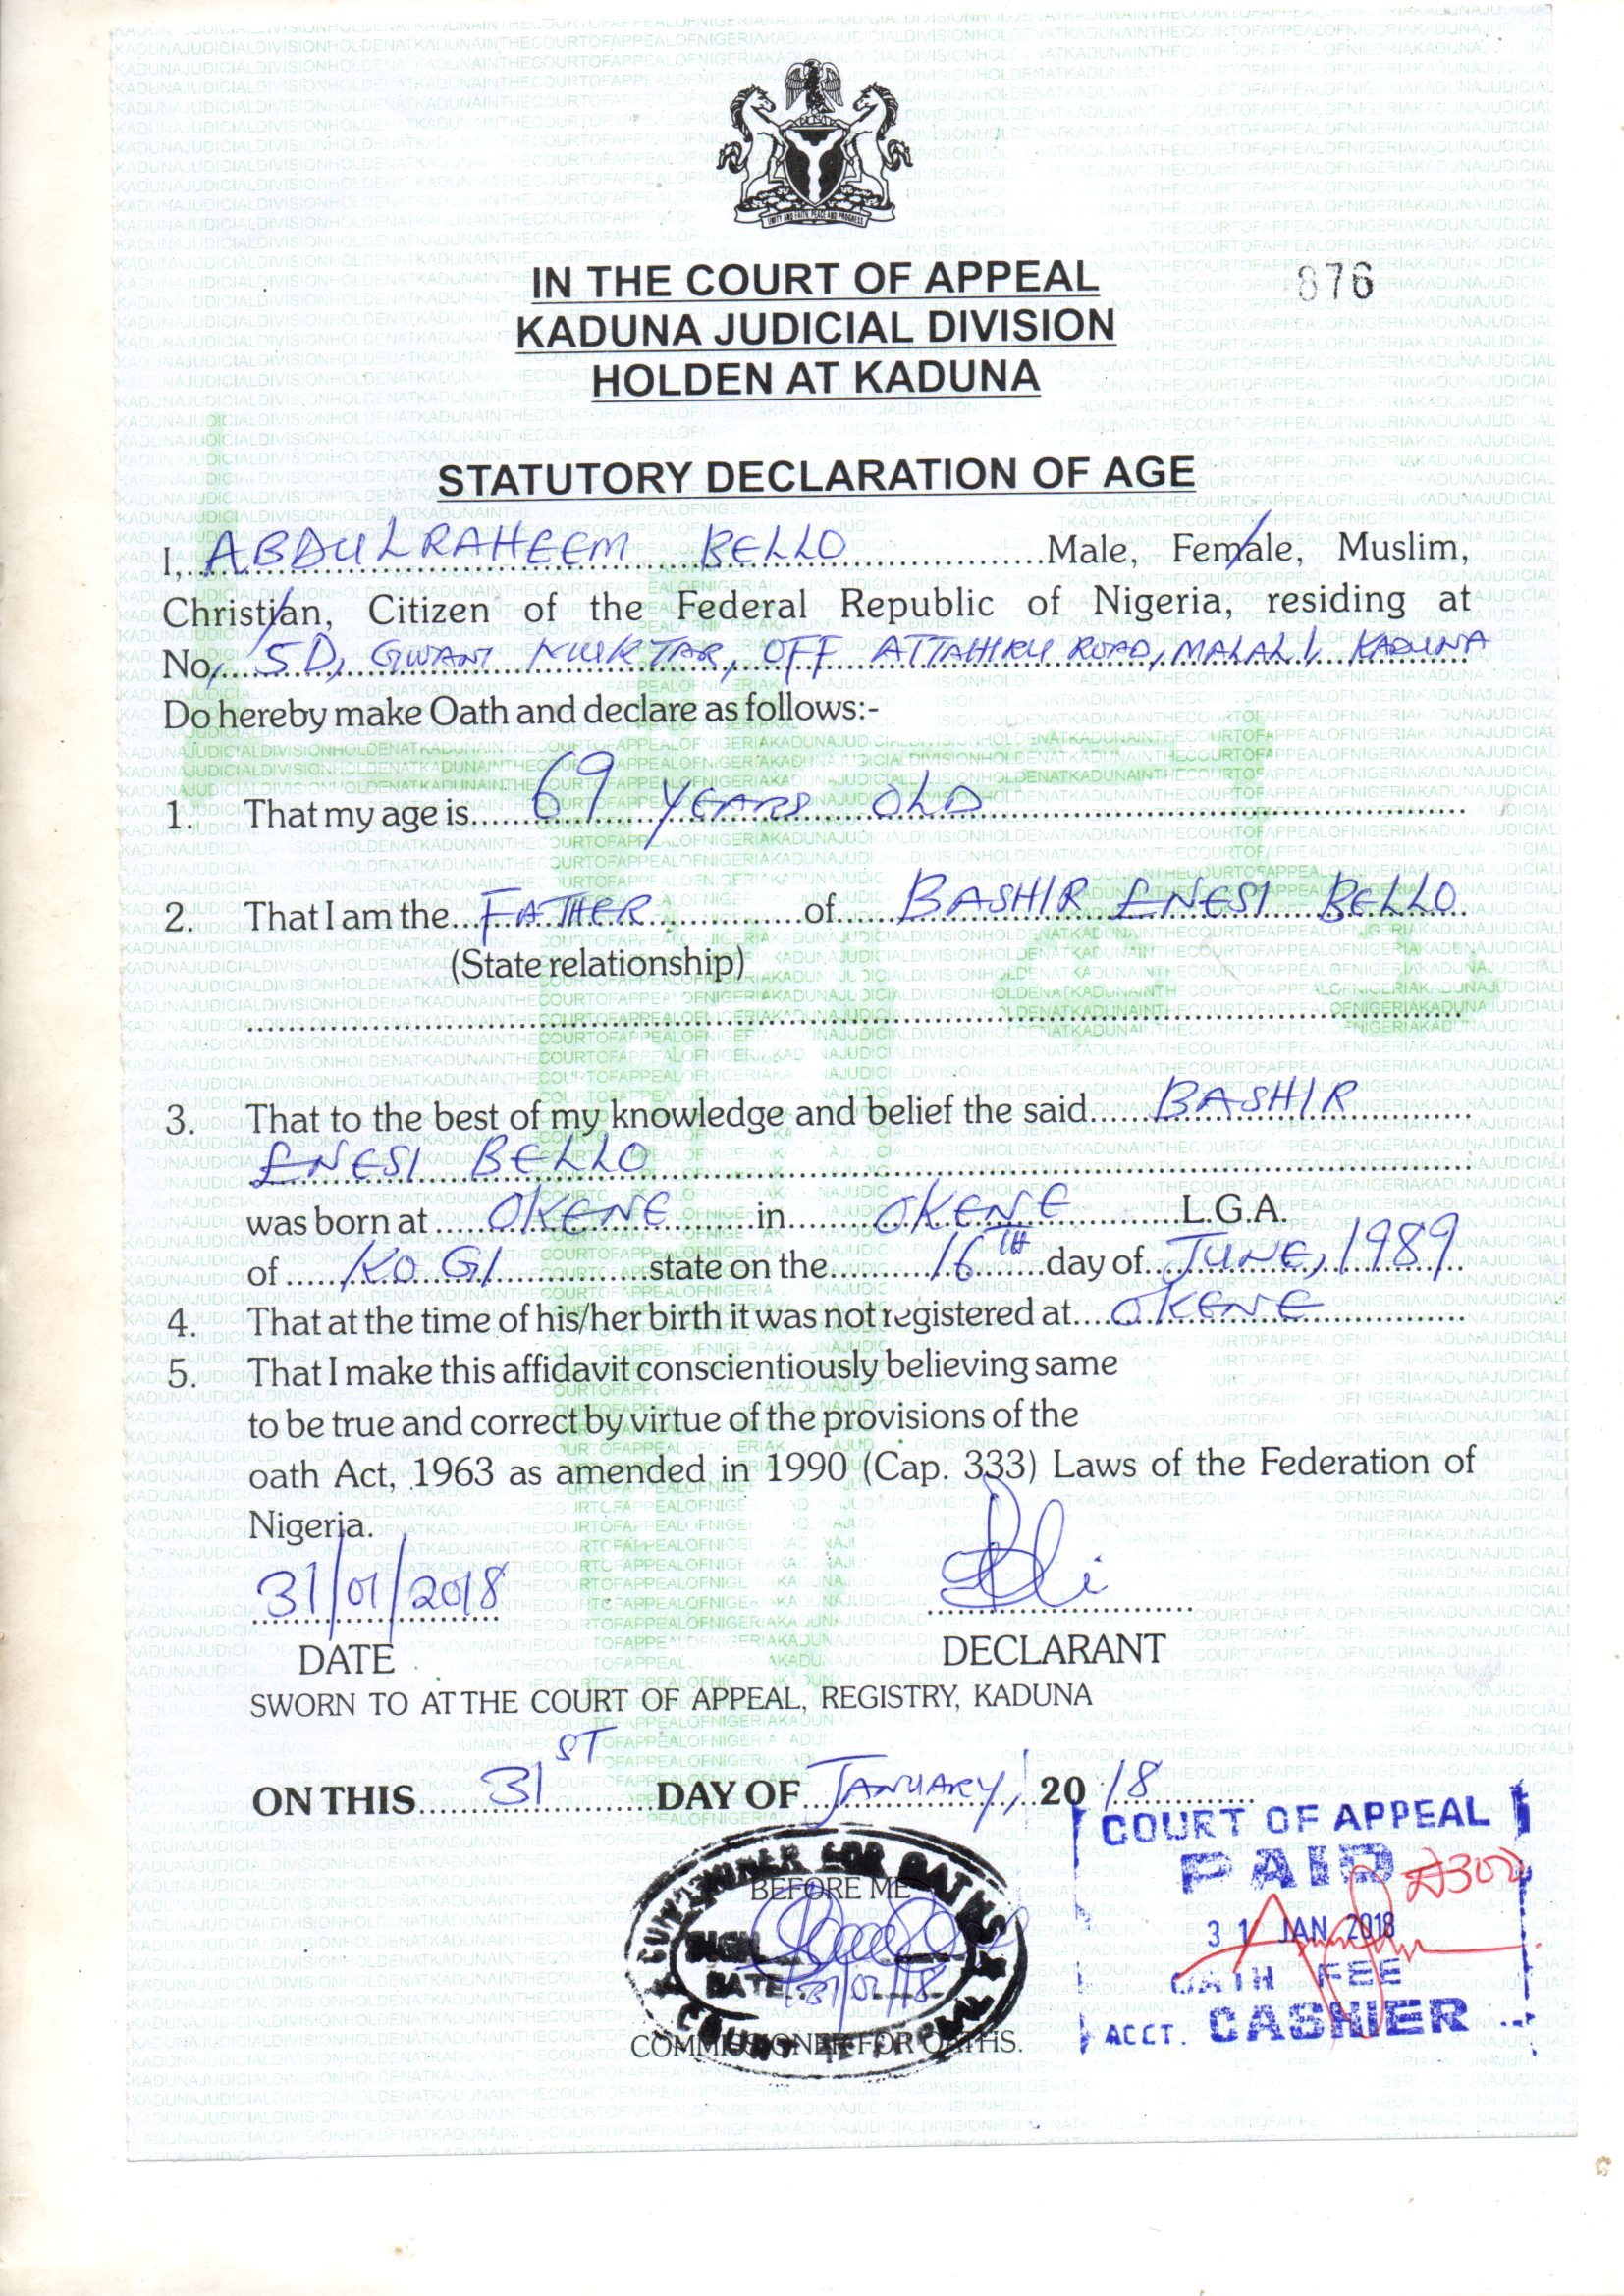 UNITY AND FAITH, PEACE AND PROGRESS
IN THE COURT OF APPEAL
876
KADUNA JUDICIAL DIVISION
HOLDEN AT KADUNA
STATUTORY DECLARATION OF AGE
I, ABDULRAHEEM BELLO Male, Female, Muslim,
Christian, Citizen of the Federal Republic of Nigeria, residing at
No, 5D, GWANI MUKTAR, OFF ATTAHIRU ROAD, MALALI, KADUNA
Do hereby make Oath and declare as follows:-
1. That my age is 69 YEARS OLD
2. That I am the FATHER of BASHIR ENESI BELLO
(State relationship)
3. That to the best of my knowledge and belief the said BASHIR
ENESI BELLO
was born at OKENE in OKENE L.G.A.
of KOGI state on the 16TH day of JUNE, 1989
4. That at the time of his/her birth it was not registered at OKENE
5. That I make this affidavit conscientiously believing same
to be true and correct by virtue of the provisions of the
oath Act, 1963 as amended in 1990 (Cap. 333) Laws of the Federation of
Nigeria.
31/01/2018
DATE DECLARANT
SWORN TO AT THE COURT OF APPEAL, REGISTRY, KADUNA
ON THIS 31ST DAY OF JANUARY, 2018
COURT OF APPEAL
PAID ₦300
31 JAN 2018
OATH FEE
ACCT. CASHIER
FOR OATHS
BEFORE ME
SIGN
DATE 31/01/18
COMMISSIONER FOR OATHS.